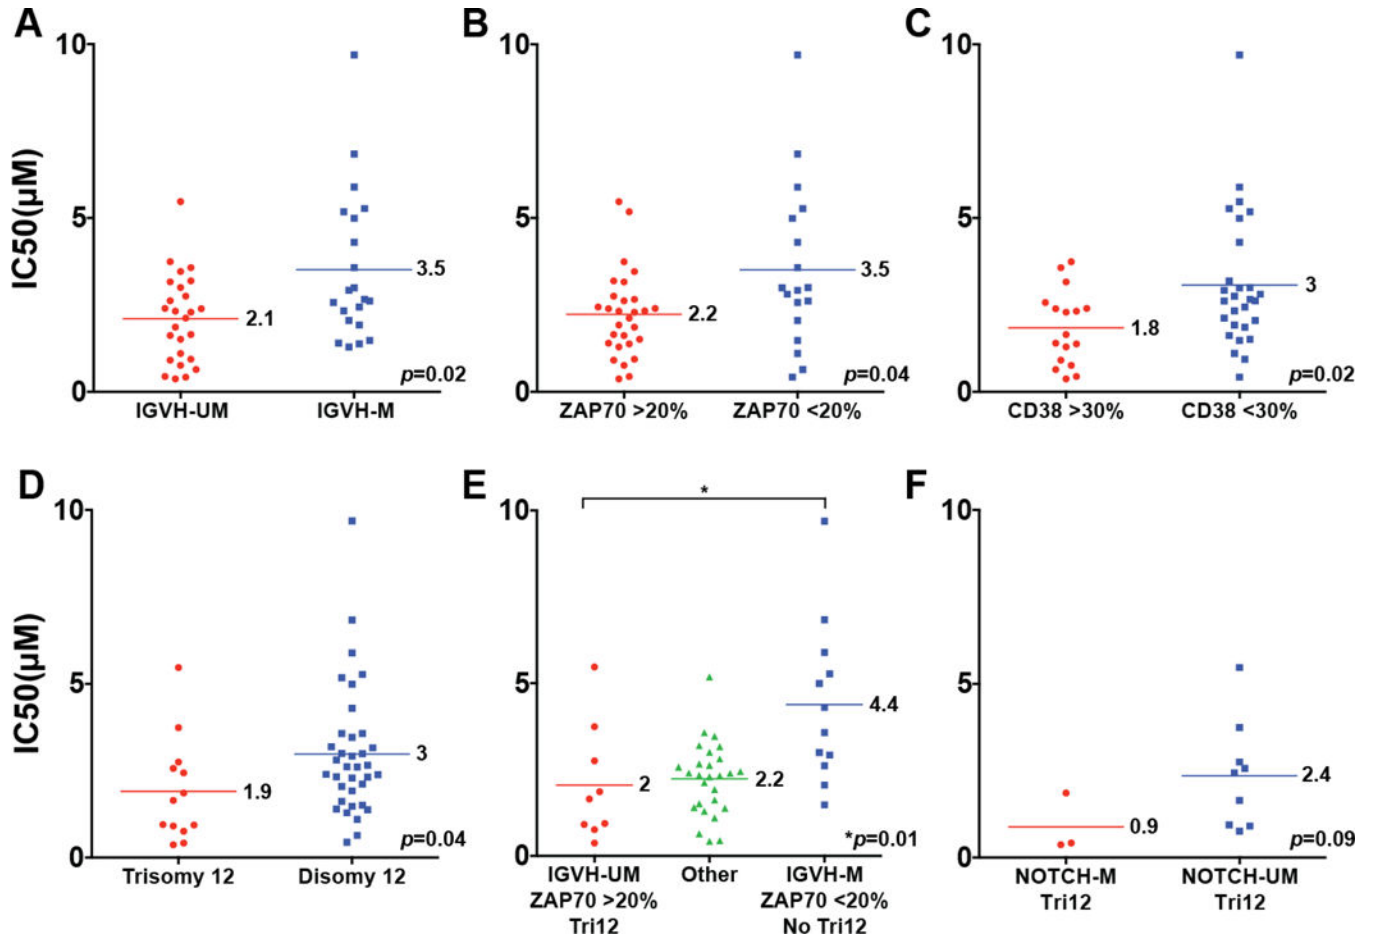 A
10
5
0
IC50(µM)
3.5
2.1
p=0.02
IGVH-UM
IGVH-M
B
10
5
0
3.5
2.2
p=0.04
ZAP70 >20%
ZAP70 <20%
C
10
5
0
3
1.8
p=0.02
CD38 >30%
CD38 <30%
D
10
5
0
IC50(µM)
3
1.9
p=0.04
Trisomy 12
Disomy 12
E
10
5
0
*
4.4
2
2.2
*p=0.01
IGVH-UM
ZAP70 >20%
Tri12
Other
IGVH-M
ZAP70 <20%
No Tri12
F
10
5
0
2.4
0.9
p=0.09
NOTCH-M
Tri12
NOTCH-UM
Tri12